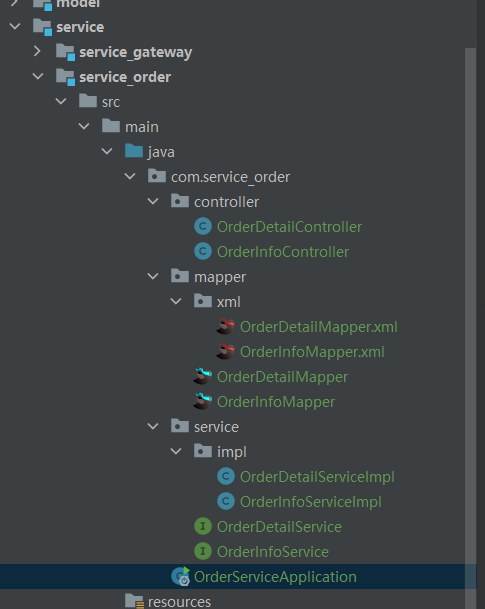 model
service
service_gateway
service_order
src
main
java
com.service_order
controller
C OrderDetailController
C OrderInfoController
mapper
xml
OrderDetailMapper.xml
OrderInfoMapper.xml
OrderDetailMapper
OrderInfoMapper
service
impl
C OrderDetailServiceImpl
C OrderInfoServiceImpl
I OrderDetailService
I OrderInfoService
OrderServiceApplication
resources